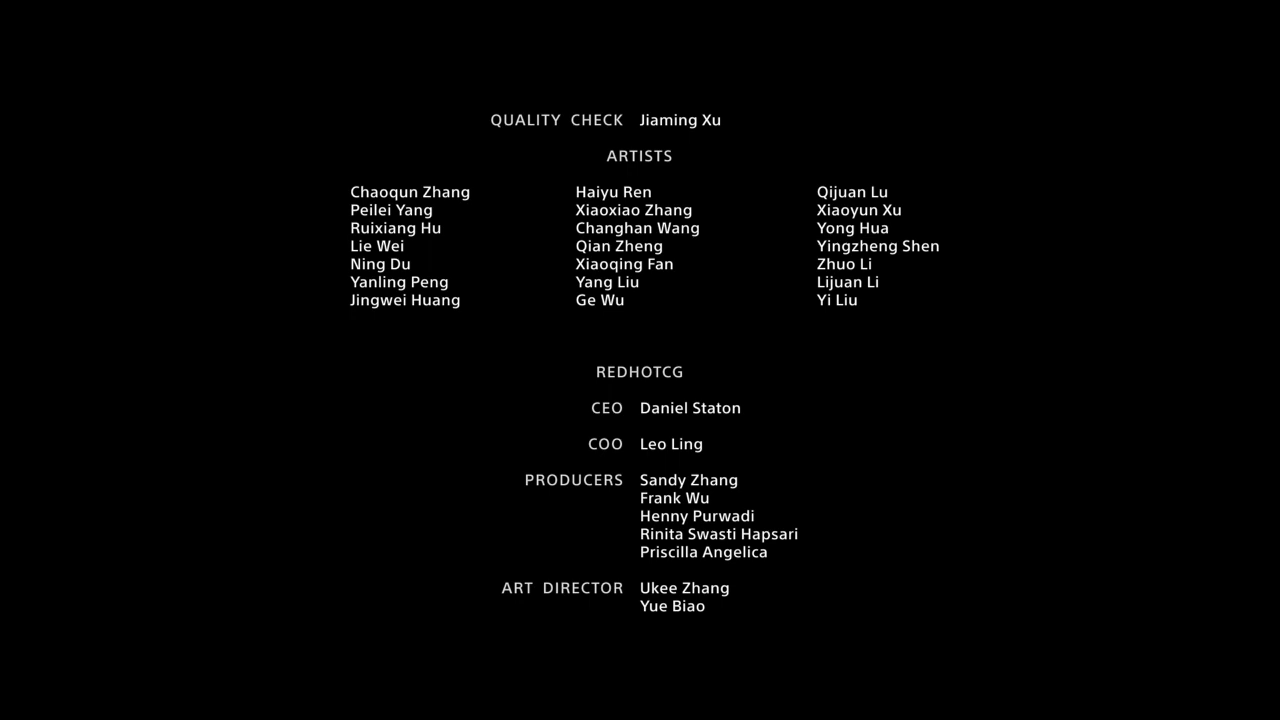 QUALITY CHECK Jiaming Xu
ARTISTS
Chaoqun Zhang Haiyu Ren Qijuan Lu
Peilei Yang Xiaoxiao Zhang Xiaoyun Xu
Ruixiang Hu Changhan Wang Yong Hua
Lie Wei Qian Zheng Yingzheng Shen
Ning Du Xiaoqing Fan Zhuo Li
Yanling Peng Yang Liu Lijuan Li
Jingwei Huang Ge Wu Yi Liu
REDHOTCG
CEO Daniel Staton
COO Leo Ling
PRODUCERS Sandy Zhang
Frank Wu
Henny Purwadi
Rinita Swasti Hapsari
Priscilla Angelica
ART DIRECTOR Ukee Zhang
Yue Biao